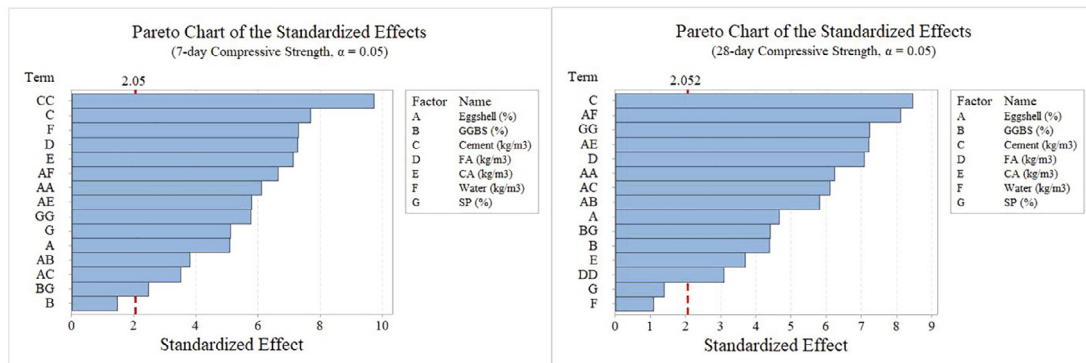 Pareto Chart of the Standardized Effects
(7-day Compressive Strength, α = 0.05)
Term
2.05
CC
C
F
D
E
AF
AA
AE
GG
G
A
AB
AC
BG
B
0 2 4 6 8 10
Standardized Effect
Factor Name
A Eggshell (%)
B GGBS (%)
C Cement (kg/m3)
D FA (kg/m3)
E CA (kg/m3)
F Water (kg/m3)
G SP (%)
Pareto Chart of the Standardized Effects
(28-day Compressive Strength, α = 0.05)
Term
2.052
C
AF
GG
AE
D
AA
AC
AB
A
BG
B
E
DD
G
F
0 1 2 3 4 5 6 7 8 9
Standardized Effect
Factor Name
A Eggshell (%)
B GGBS (%)
C Cement (kg/m3)
D FA (kg/m3)
E CA (kg/m3)
F Water (kg/m3)
G SP (%)